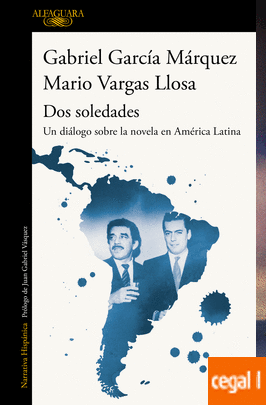 ALFAGUARA
Gabriel García Márquez
Mario Vargas Llosa
Dos soledades
Un diálogo sobre la novela en América Latina
Narrativa Hispánica Prólogo de Juan Gabriel Vásquez
cegal